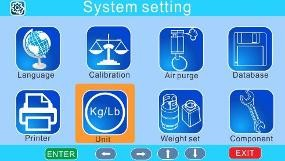 System setting
Language
Calibration
Air purge
Database
Kg/Lb
Printer
Unit
Weight set
Component
ENTER
EXIT